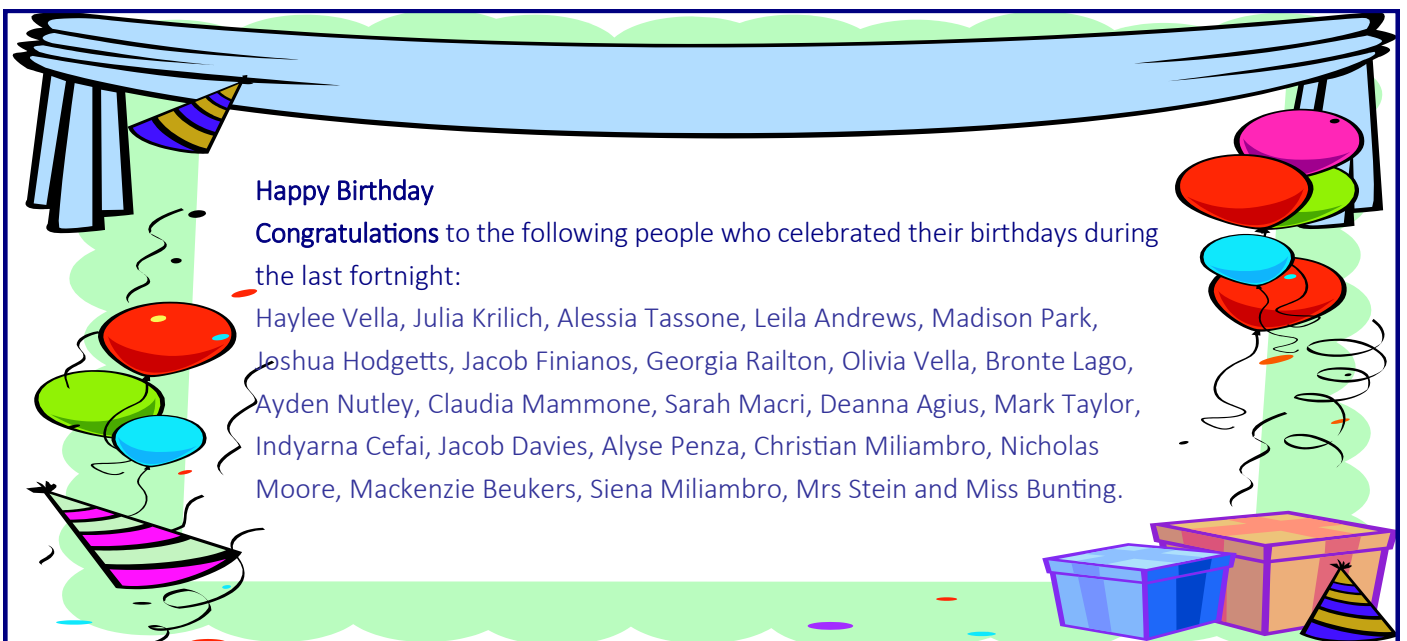 Happy Birthday
Congratulations to the following people who celebrated their birthdays during
the last fortnight:
Haylee Vella, Julia Krilich, Alessia Tassone, Leila Andrews, Madison Park,
Joshua Hodgetts, Jacob Finianos, Georgia Railton, Olivia Vella, Bronte Lago,
Ayden Nutley, Claudia Mammone, Sarah Macri, Deanna Agius, Mark Taylor,
Indyarna Cefai, Jacob Davies, Alyse Penza, Christian Miliambro, Nicholas
Moore, Mackenzie Beukers, Siena Miliambro, Mrs Stein and Miss Bunting.